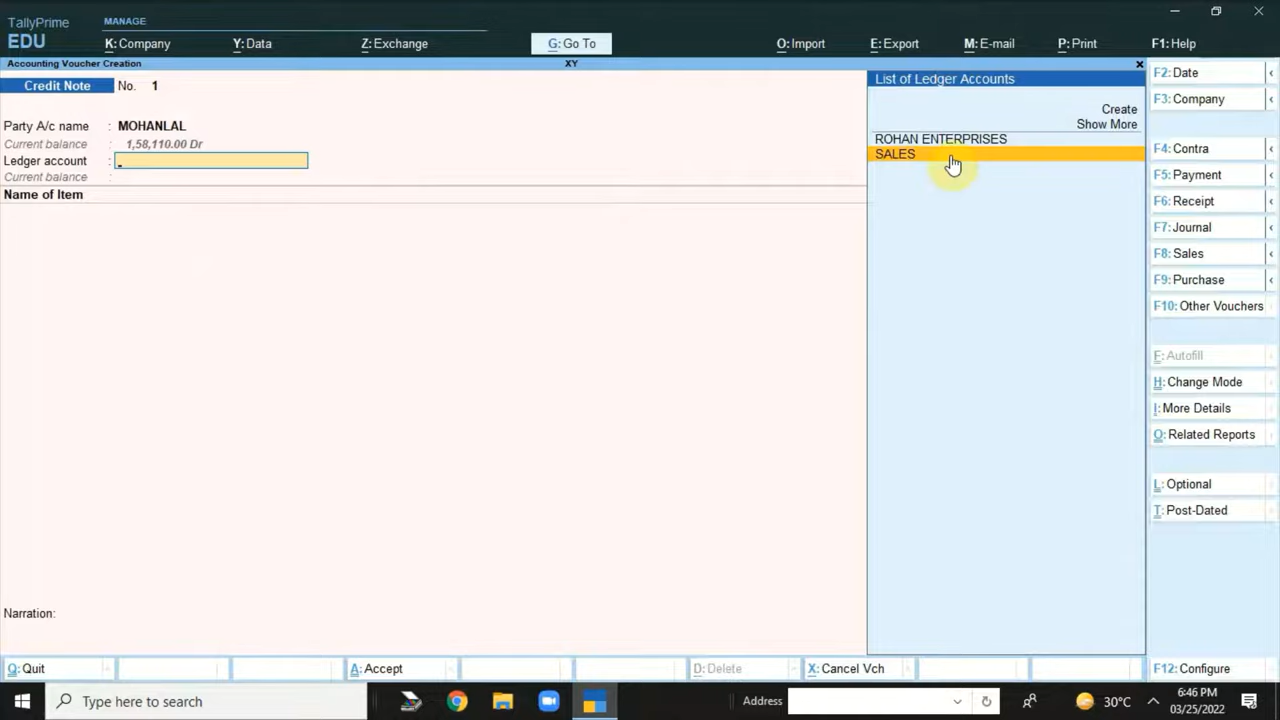 TallyPrime
EDU
MANAGE
K: Company
Y: Data
Z: Exchange
G: Go To
O: Import
E: Export
M: E-mail
P: Print
F1: Help
Accounting Voucher Creation
XY
Credit Note No. 1
Party A/c name : MOHANLAL
Current balance : 1,58,110.00 Dr
Ledger account :
Current balance :
Name of Item
Narration:
List of Ledger Accounts
Create
Show More
ROHAN ENTERPRISES
SALES
F2: Date
F3: Company
F4: Contra
F5: Payment
F6: Receipt
F7: Journal
F8: Sales
F9: Purchase
F10: Other Vouchers
F: Autofill
H: Change Mode
I: More Details
O: Related Reports
L: Optional
T: Post-Dated
Q: Quit
A: Accept
D: Delete
X: Cancel Vch
F12: Configure
Type here to search
Address
30°C
6:46 PM
03/25/2022